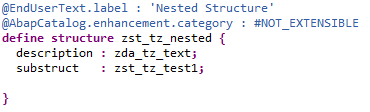 @EndUserText.label : 'Nested Structure'
@AbapCatalog.enhancement.category : #NOT_EXTENSIBLE
define structure zst_tz_nested {
  description : zda_tz_text;
  substruct   : zst_tz_test1;
}